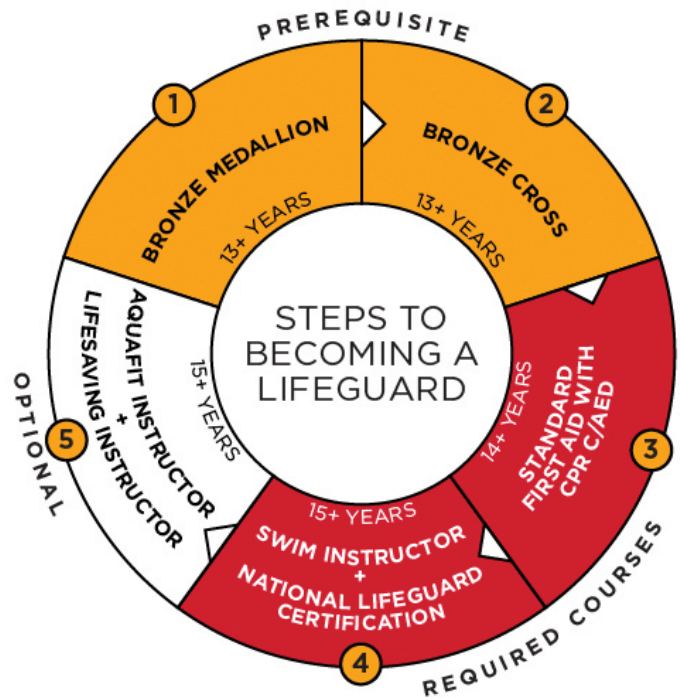 PREREQUISITE
1
BRONZE MEDALLION
13+ YEARS
2
BRONZE CROSS
13+ YEARS
STEPS TO
BECOMING A
LIFEGUARD
3
STANDARD
FIRST AID WITH
CPR C/AED
14+ YEARS
REQUIRED COURSES
4
15+ YEARS
SWIM INSTRUCTOR
+
NATIONAL LIFEGUARD
CERTIFICATION
OPTIONAL
5
AQUAFIT INSTRUCTOR
+
LIFESAVING INSTRUCTOR
15+ YEARS